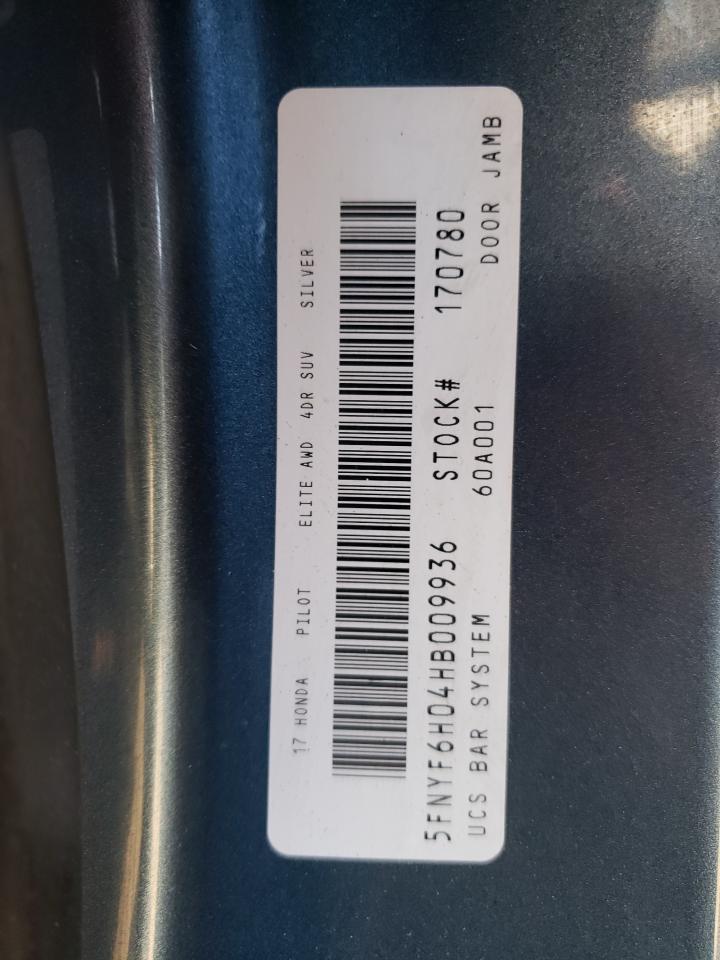 17 HONDA PILOT ELITE AWD 4DR SUV SILVER
5FNYF6H04HB009936 STOCK# 170780
UCS BAR SYSTEM 60A001 DOOR JAMB